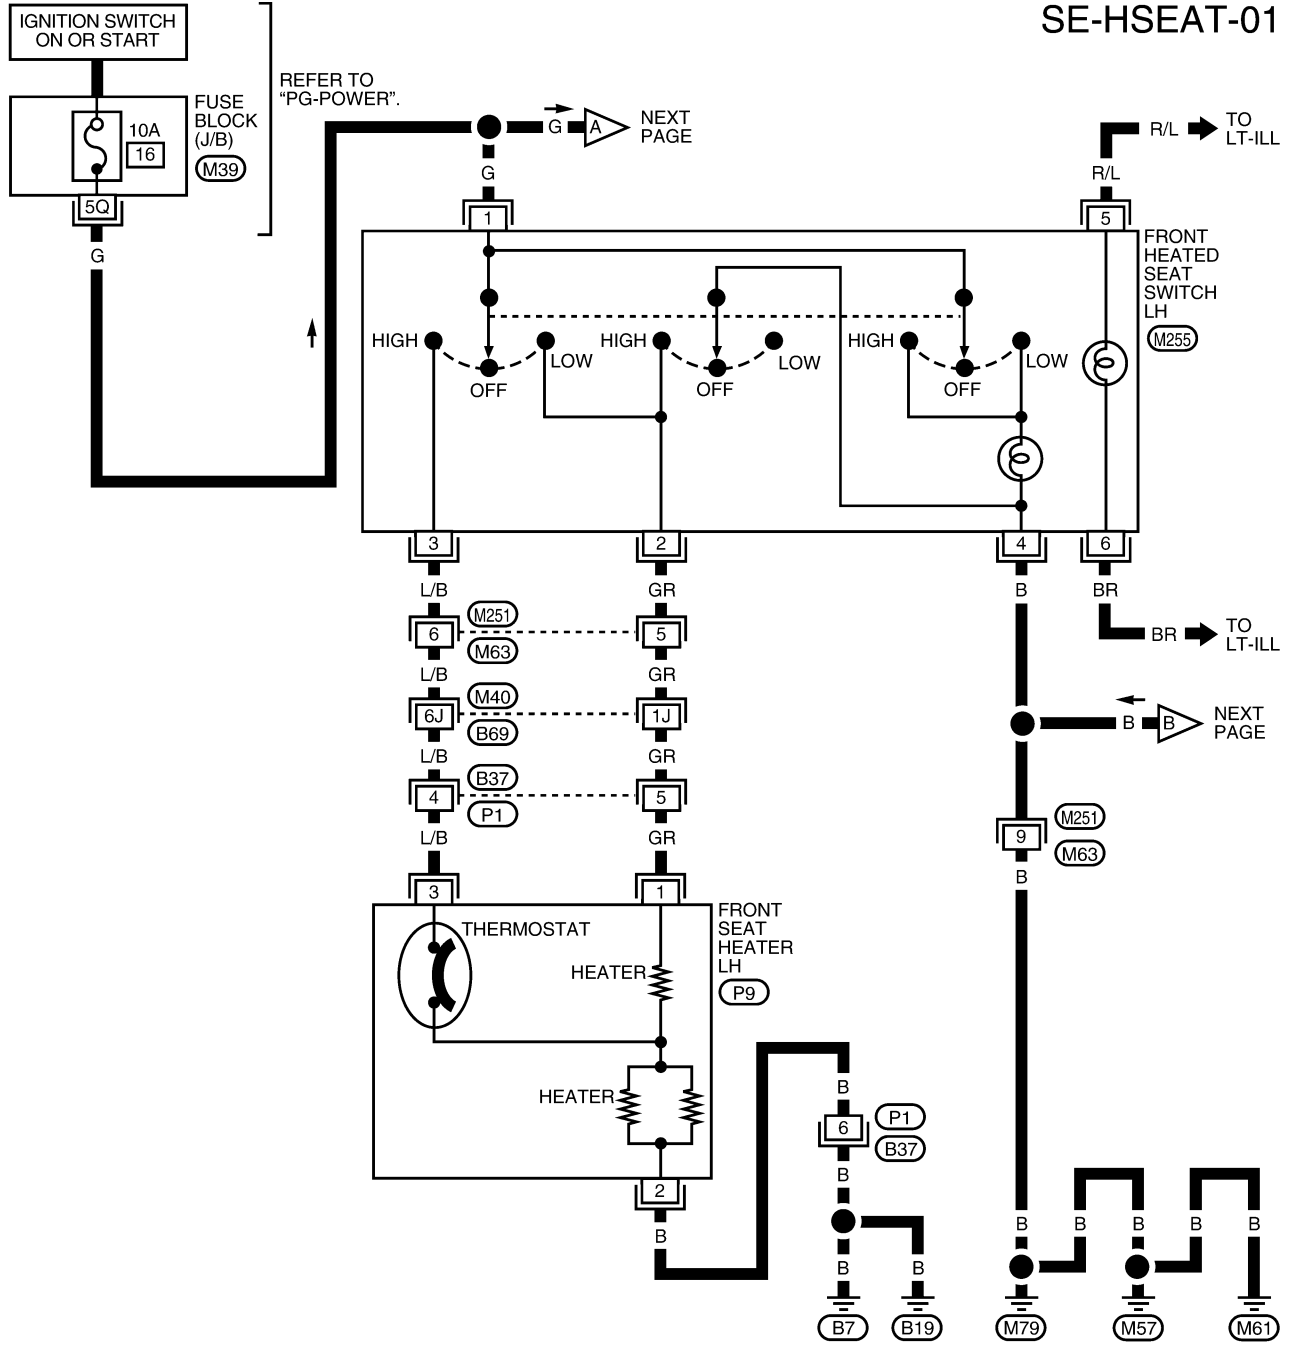 SE-HSEAT-01
IGNITION SWITCH
ON OR START
REFER TO
“PG-POWER”.
FUSE
BLOCK
(J/B)
M39
10A
16
5Q
G
G
A
NEXT
PAGE
G
R/L
TO
LT-ILL
R/L
1
5
FRONT
HEATED
SEAT
SWITCH
LH
M255
HIGH
LOW
OFF
HIGH
LOW
OFF
HIGH
LOW
OFF
3
2
4
6
L/B
GR
B
BR
M251
6
5
M63
BR
TO
LT-ILL
L/B
GR
M40
6J
1J
B69
B
B
NEXT
PAGE
L/B
GR
B37
4
5
P1
M251
9
M63
L/B
GR
B
3
1
FRONT
SEAT
HEATER
LH
P9
THERMOSTAT
HEATER
HEATER
2
B
B
6
P1
B37
B
B
B
B
B
B
B
B
B7
B19
M79
M57
M61